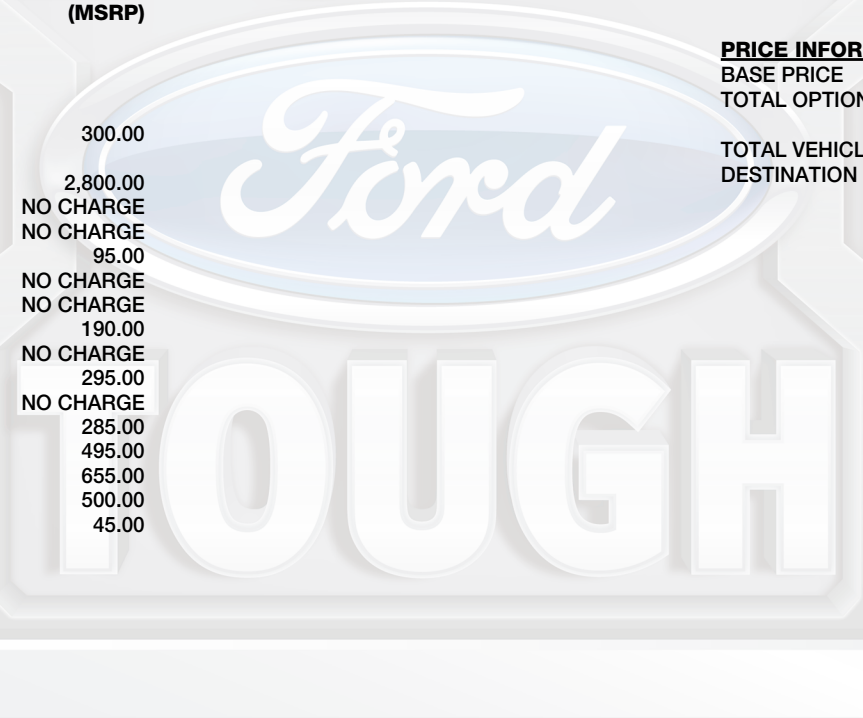 (MSRP)
300.00
2,800.00
NO CHARGE
NO CHARGE
95.00
NO CHARGE
NO CHARGE
190.00
NO CHARGE
295.00
NO CHARGE
285.00
495.00
655.00
500.00
45.00
PRICE INFOR
BASE PRICE
TOTAL OPTION
TOTAL VEHICL
DESTINATION
Ford
TOUGH